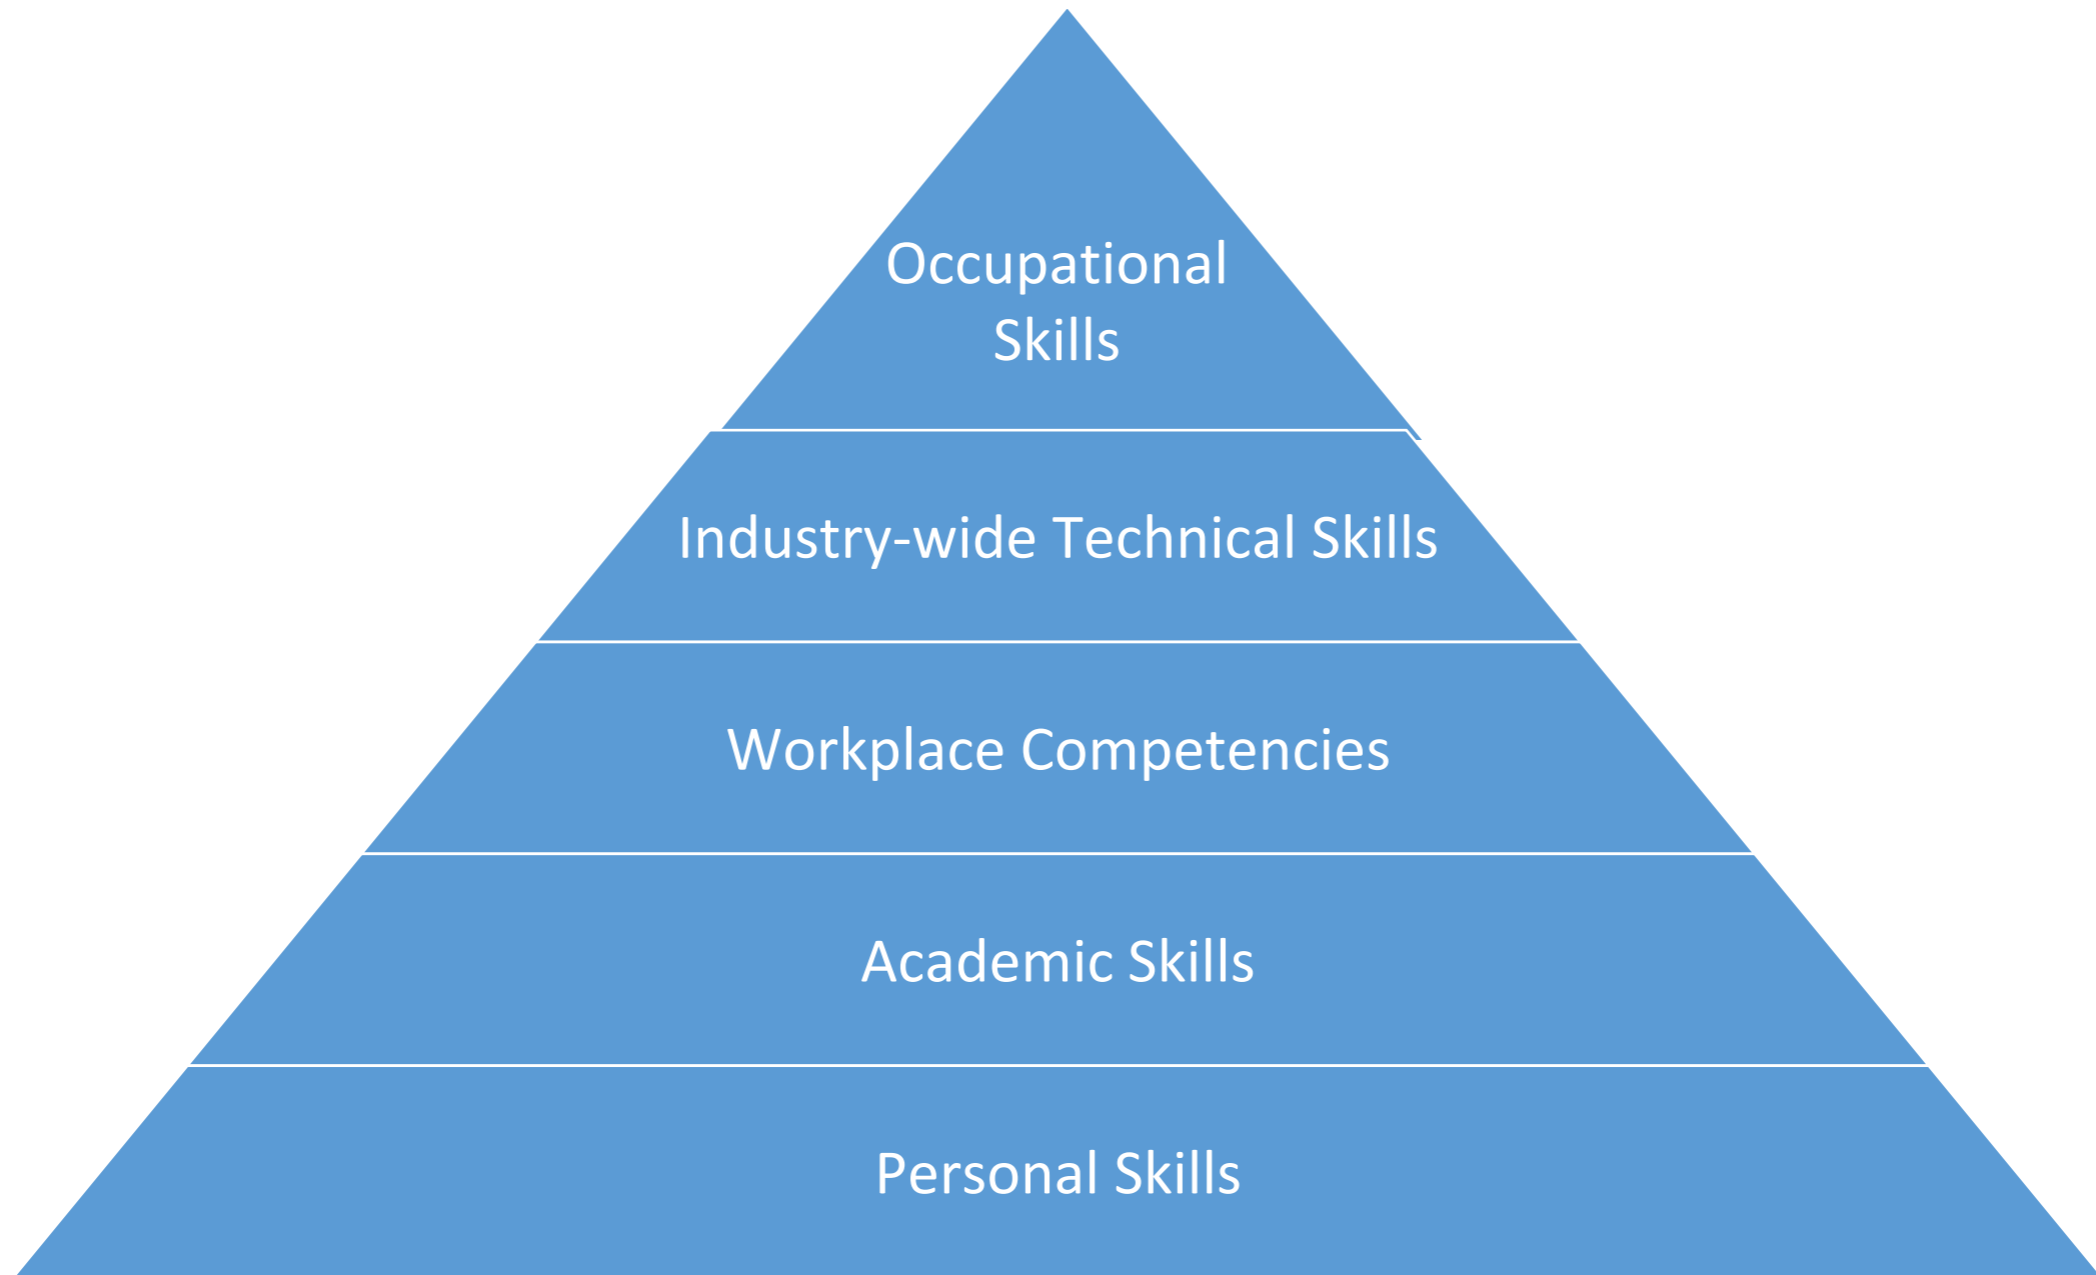 Occupational
Skills
Industry-wide Technical Skills
Workplace Competencies
Academic Skills
Personal Skills